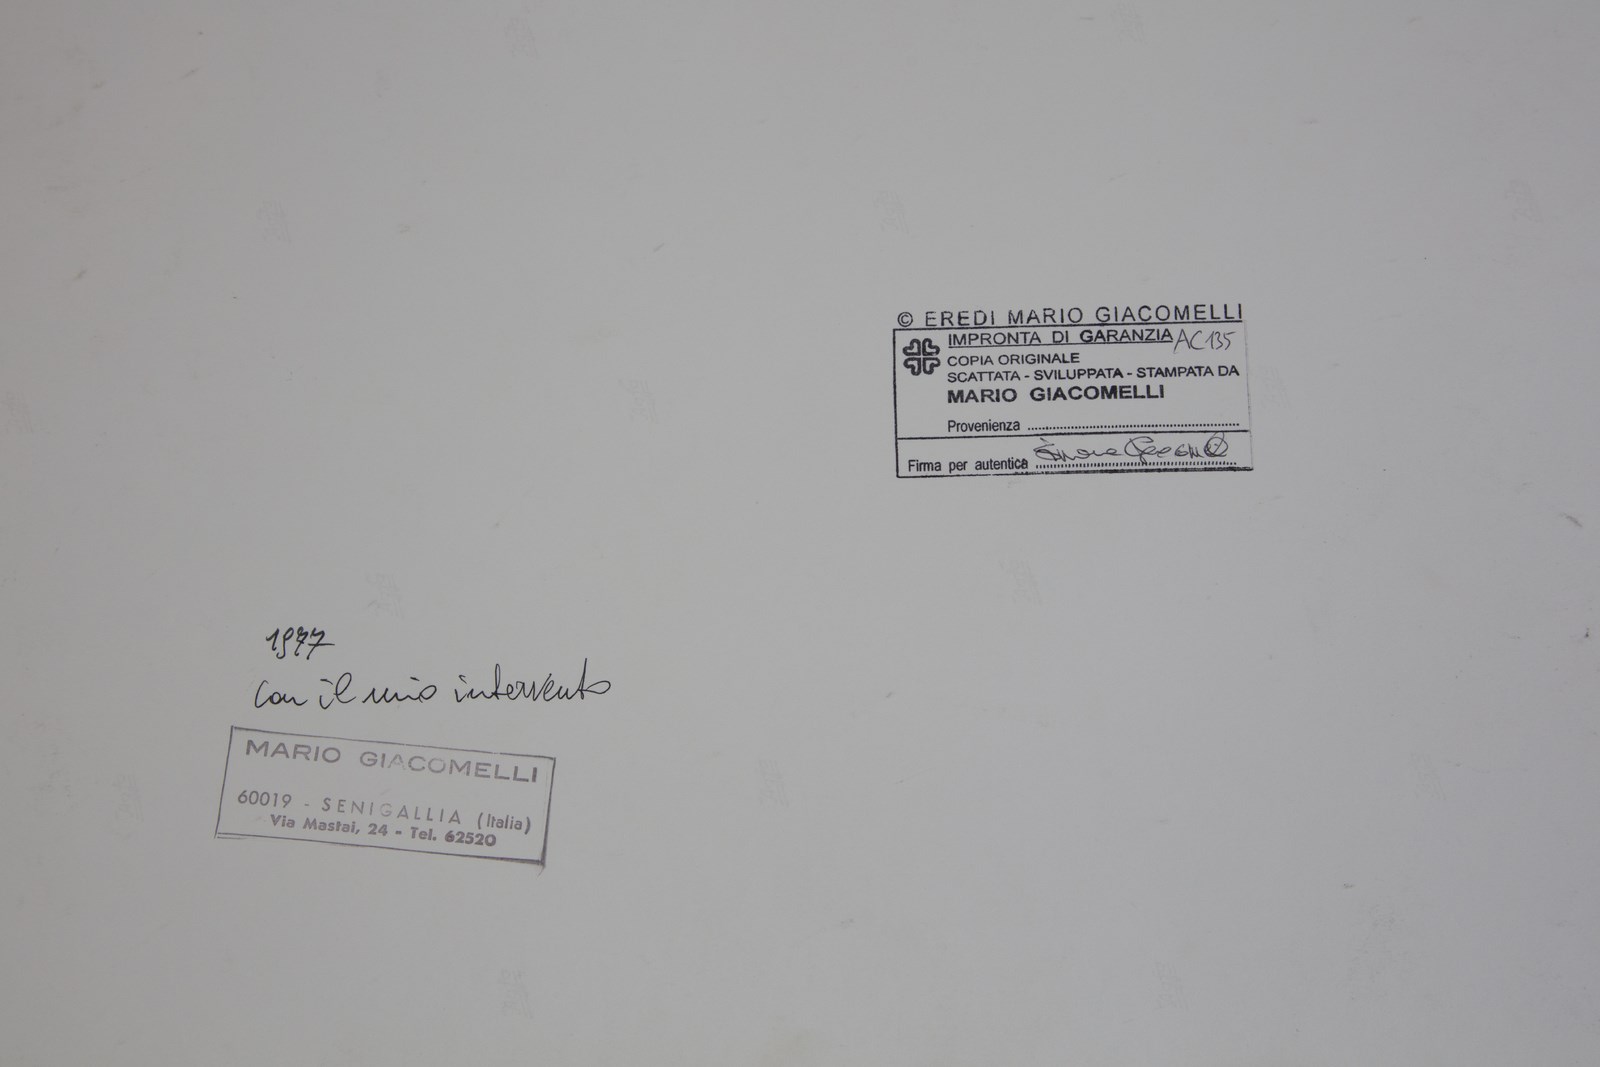 © EREDI MARIO GIACOMELLI
IMPRONTA DI GARANZIA AC135
COPIA ORIGINALE
SCATTATA - SVILUPPATA - STAMPATA DA
MARIO GIACOMELLI
Provenienza
Firma per autentica
1977
con il mio intervento
MARIO GIACOMELLI
60019 - SENIGALLIA (Italia)
Via Mastai, 24 - Tel. 62520